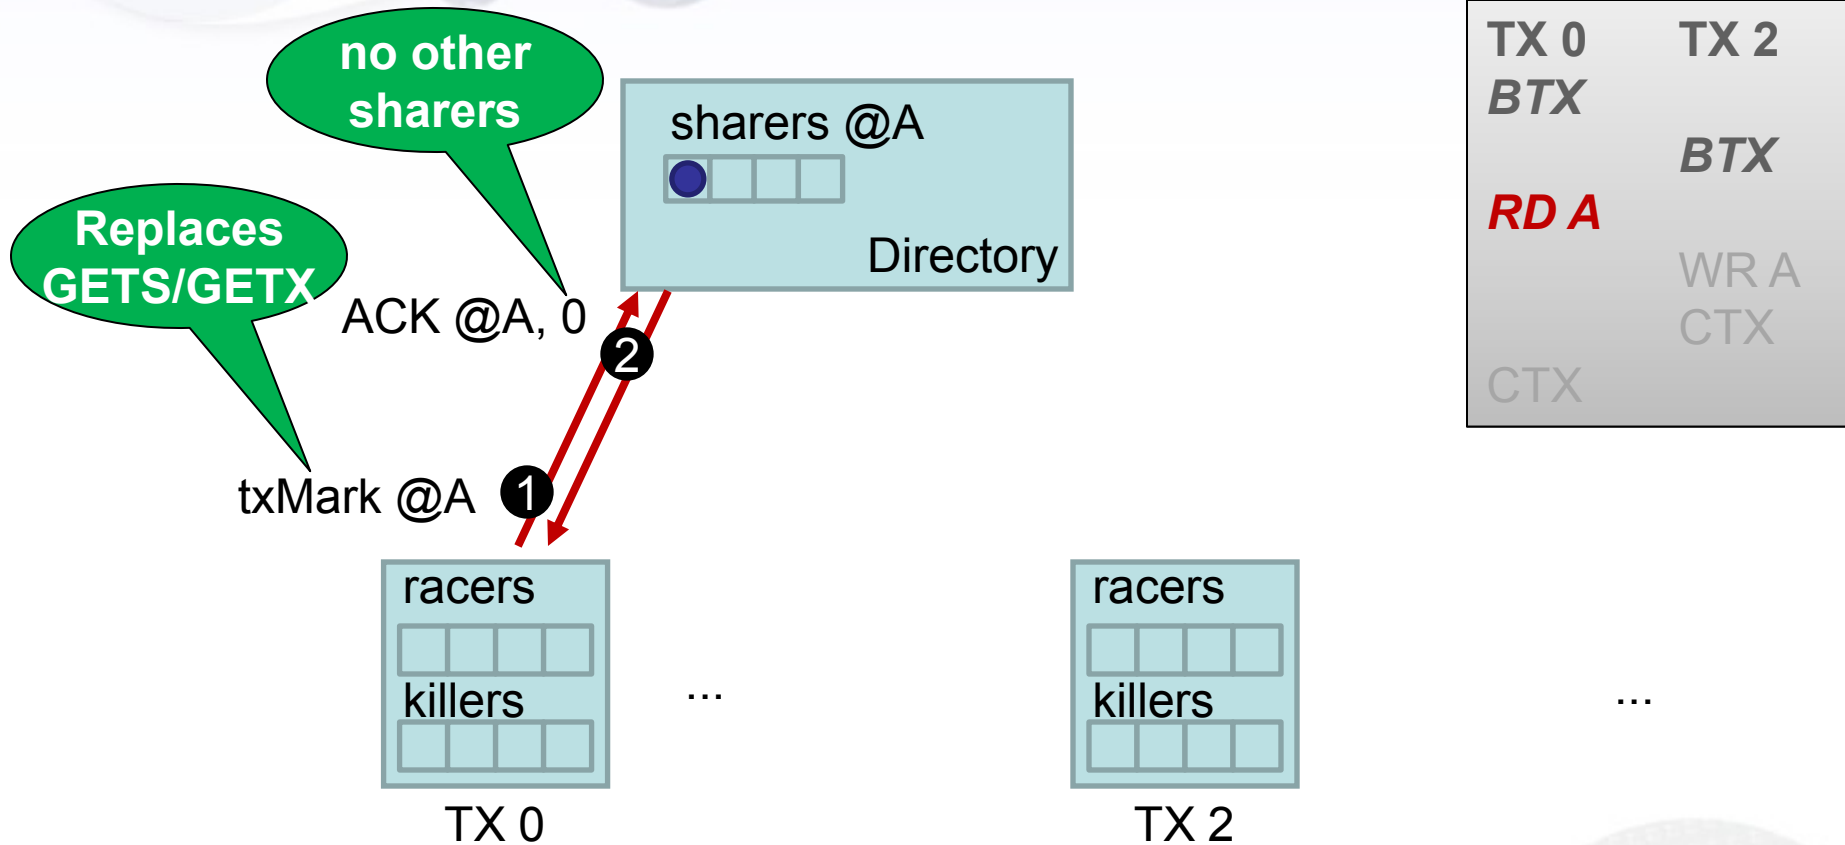 no other
sharers
Replaces
GETS/GETX
sharers @A
Directory
ACK @A, 0
2
txMark @A
1
racers
killers
TX 0
...
racers
killers
TX 2
...
TX 0 TX 2
BTX
BTX
RD A
WR A
CTX
CTX